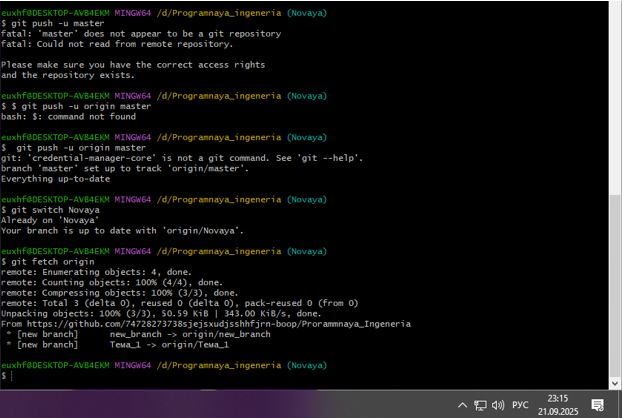 euxhf@DESKTOP-AVB4EKM MINGW64 /d/Programnaya_ingeneria (Novaya)
$ git push -u master
fatal: 'master' does not appear to be a git repository
fatal: Could not read from remote repository.
Please make sure you have the correct access rights
and the repository exists.
euxhf@DESKTOP-AVB4EKM MINGW64 /d/Programnaya_ingeneria (Novaya)
$ $ git push -u origin master
bash: $: command not found
euxhf@DESKTOP-AVB4EKM MINGW64 /d/Programnaya_ingeneria (Novaya)
$  git push -u origin master
git: 'credential-manager-core' is not a git command. See 'git --help'.
branch 'master' set up to track 'origin/master'.
Everything up-to-date
euxhf@DESKTOP-AVB4EKM MINGW64 /d/Programnaya_ingeneria (Novaya)
$ git switch Novaya
Already on 'Novaya'
Your branch is up to date with 'origin/Novaya'.
euxhf@DESKTOP-AVB4EKM MINGW64 /d/Programnaya_ingeneria (Novaya)
$ git fetch origin
remote: Enumerating objects: 4, done.
remote: Counting objects: 100% (4/4), done.
remote: Compressing objects: 100% (3/3), done.
remote: Total 3 (delta 0), reused 0 (delta 0), pack-reused 0 (from 0)
Unpacking objects: 100% (3/3), 50.59 KiB | 343.00 KiB/s, done.
From https://github.com/74728273738sjejsxudjsshhfjrn-boop/Prorammnaya_Ingeneria
 * [new branch]      new_branch -> origin/new_branch
 * [new branch]      Тема_1 -> origin/Тема_1
euxhf@DESKTOP-AVB4EKM MINGW64 /d/Programnaya_ingeneria (Novaya)
$
РУС
23:15
21.09.2025